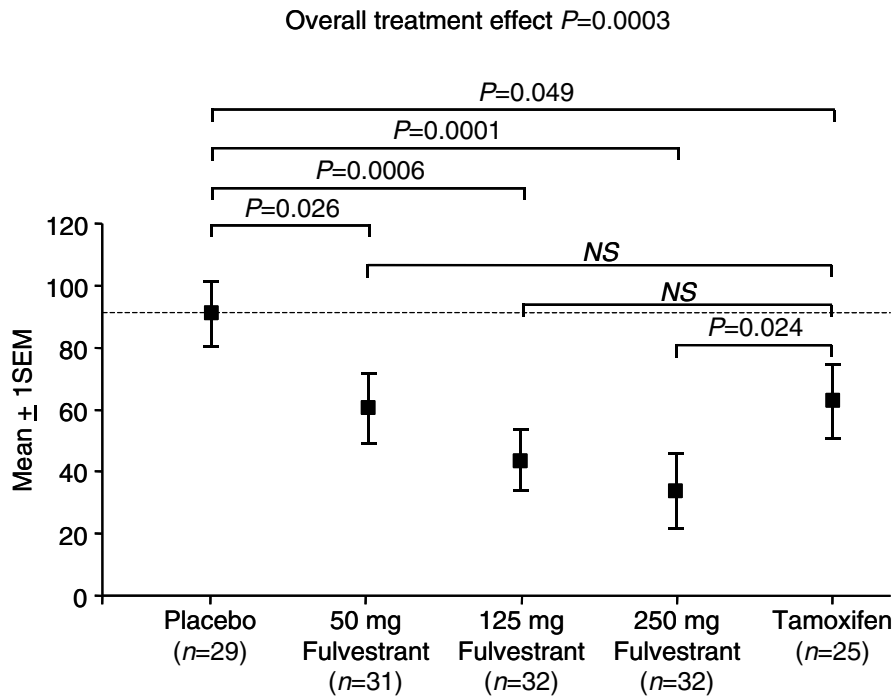 Overall treatment effect P=0.0003
P=0.049
P=0.0001
P=0.0006
P=0.026
NS
NS
P=0.024
Mean ± 1SEM
120
100
80
60
40
20
0
Placebo
(n=29)
50 mg
Fulvestrant
(n=31)
125 mg
Fulvestrant
(n=32)
250 mg
Fulvestrant
(n=32)
Tamoxifen
(n=25)